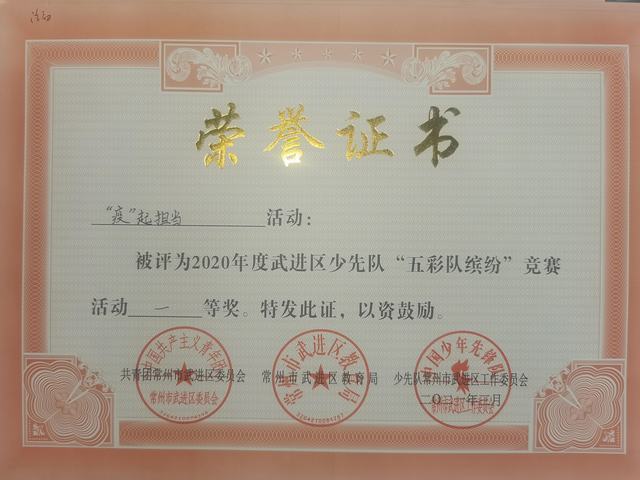 荣誉证书
“疫”起担当活动：
被评为2020年度武进区少先队“五彩队缤纷”竞赛
活动一等奖。特发此证，以资鼓励。
共青团常州市武进区委员会 常州市武进区教育局 少先队常州市武进区工作委员会